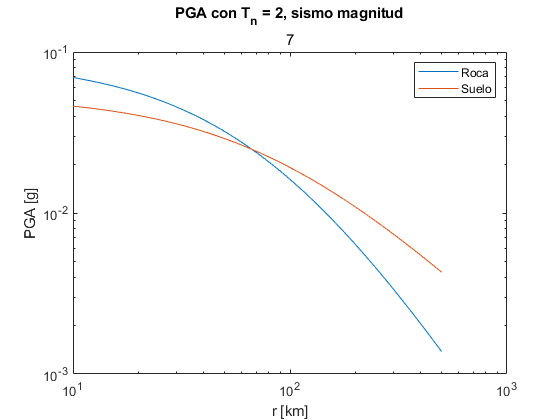 PGA con Tn = 2, sismo magnitud
7
10^-1
Roca
Suelo
PGA [g]
10^-2
10^-3
10^1
10^2
10^3
r [km]